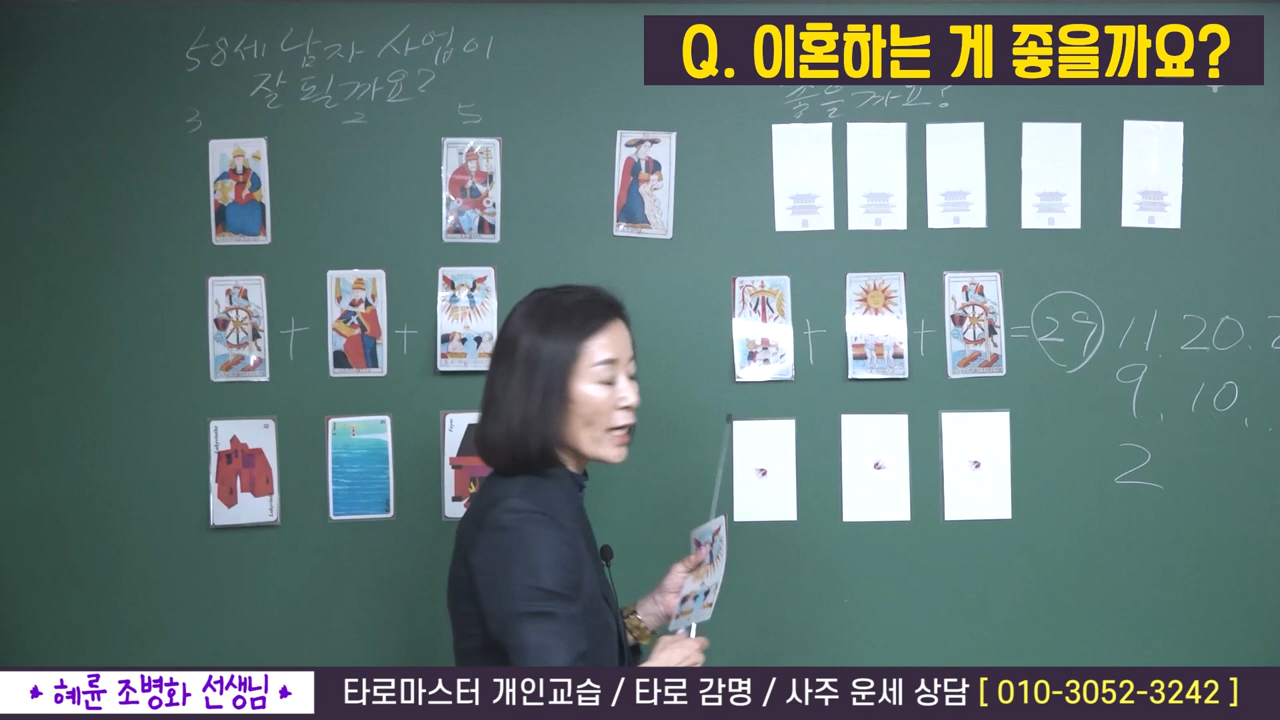 Q. 이혼하는 게 좋을까요?
58세 남자 사업이
잘 될까요?
좋을까요?
3 2 5
+ +
+ + = 29 11. 20.
9. 10.
2
혜륜 조병화 선생님
타로마스터 개인교습 / 타로 감명 / 사주 운세 상담 [ 010-3052-3242 ]